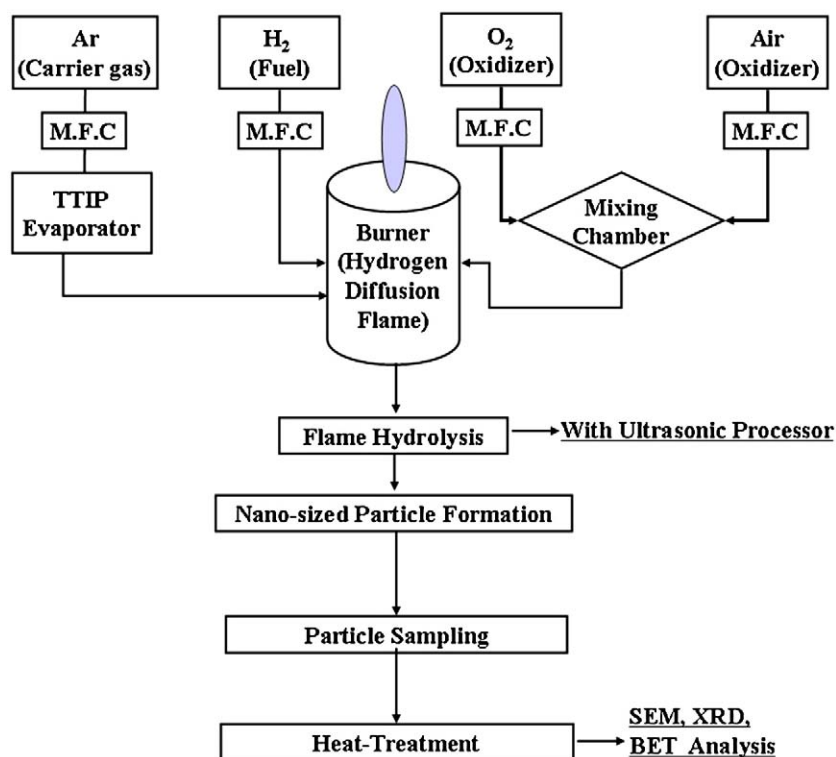 Ar
(Carrier gas)
H₂
(Fuel)
O₂
(Oxidizer)
Air
(Oxidizer)
M.F.C
M.F.C
M.F.C
M.F.C
TTIP
Evaporator
Burner
(Hydrogen
Diffusion
Flame)
Mixing
Chamber
Flame Hydrolysis
With Ultrasonic Processor
Nano-sized Particle Formation
Particle Sampling
Heat-Treatment
SEM, XRD,
BET Analysis